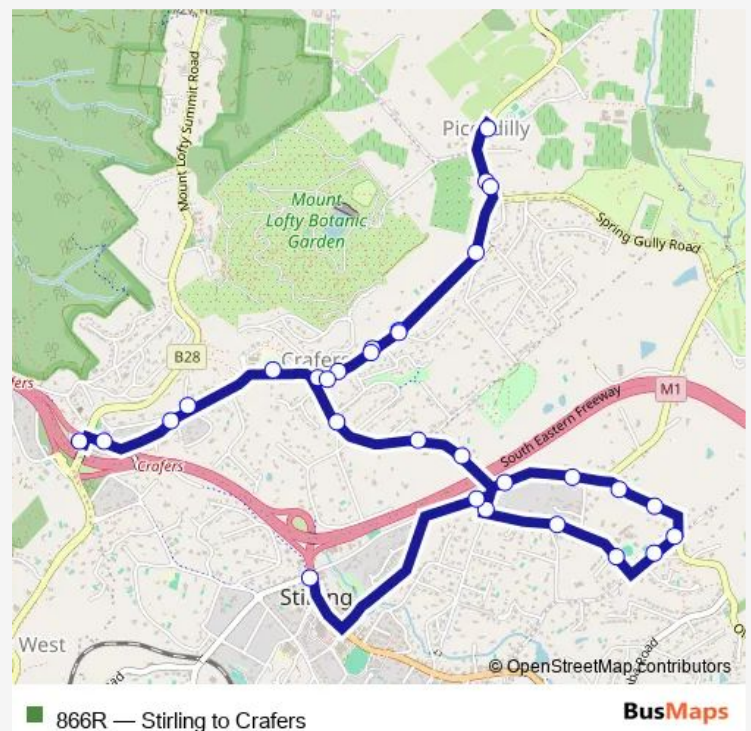 Mount Lofty Summit Road
Piccadilly
Mount
Lofty Botanic
Garden
Spring Gully Road
B28
Crafers
M1
South Eastern Freeway
Crafers
Stirling
West
© OpenStreetMap contributors
866R — Stirling to Crafers
BusMaps